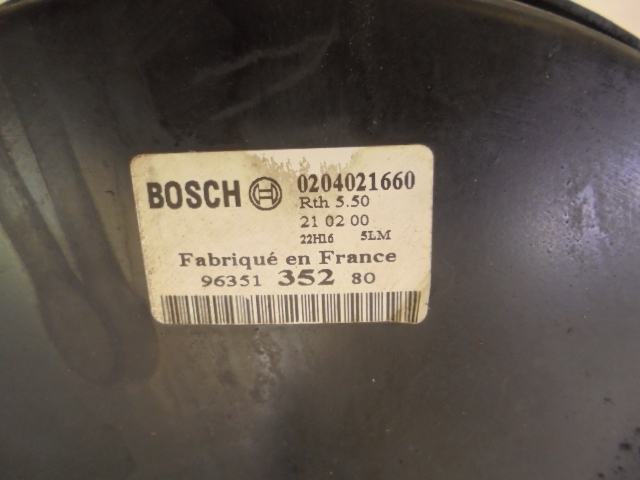 BOSCH 0204021660
Rth 5.50
21 02 00
22H16 5LM
Fabriqué en France
96351 352 80